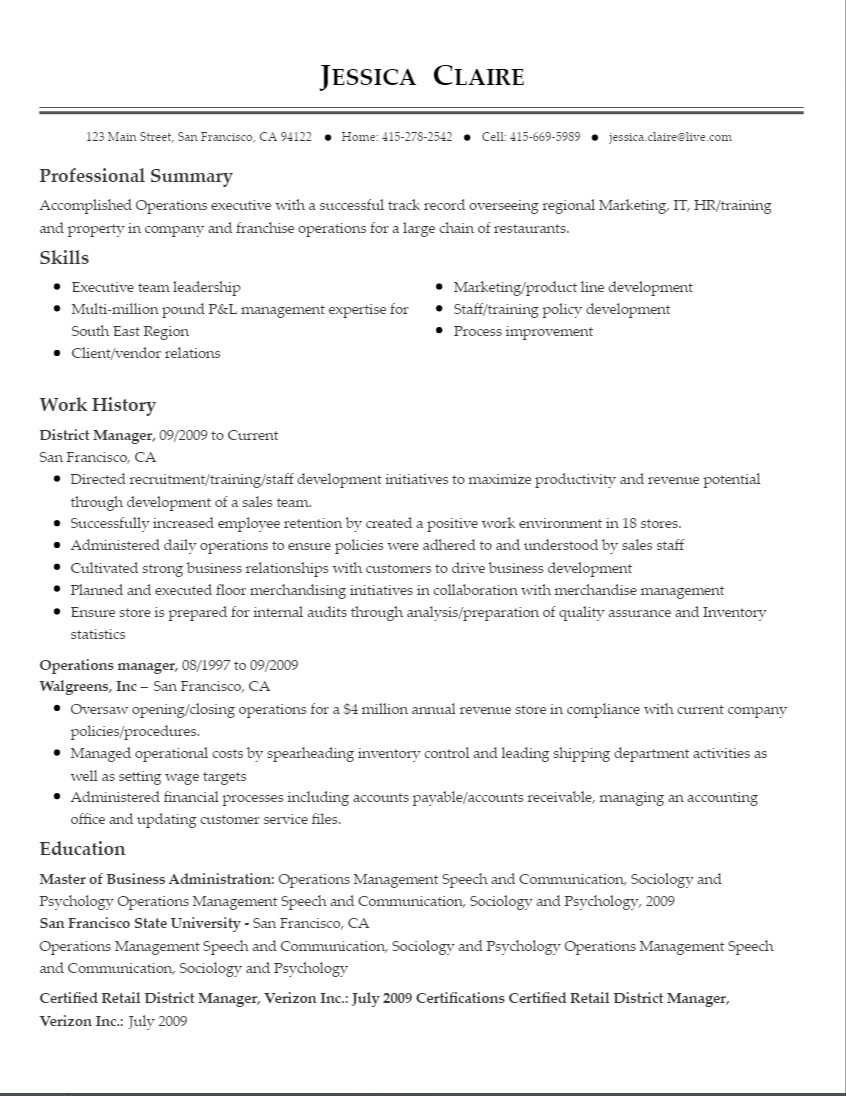 Jessica Claire
123 Main Street, San Francisco, CA 94122 ● Home: 415-278-2542 ● Cell: 415-669-5989 ● jessica.claire@live.com
Professional Summary
Accomplished Operations executive with a successful track record overseeing regional Marketing, IT, HR/training
and property in company and franchise operations for a large chain of restaurants.
Skills
● Executive team leadership
● Multi-million pound P&L management expertise for
South East Region
● Client/vendor relations
● Marketing/product line development
● Staff/training policy development
● Process improvement
Work History
District Manager, 09/2009 to Current
San Francisco, CA
● Directed recruitment/training/staff development initiatives to maximize productivity and revenue potential
through development of a sales team.
● Successfully increased employee retention by created a positive work environment in 18 stores.
● Administered daily operations to ensure policies were adhered to and understood by sales staff
● Cultivated strong business relationships with customers to drive business development
● Planned and executed floor merchandising initiatives in collaboration with merchandise management
● Ensure store is prepared for internal audits through analysis/preparation of quality assurance and Inventory
statistics
Operations manager, 08/1997 to 09/2009
Walgreens, Inc – San Francisco, CA
● Oversaw opening/closing operations for a $4 million annual revenue store in compliance with current company
policies/procedures.
● Managed operational costs by spearheading inventory control and leading shipping department activities as
well as setting wage targets
● Administered financial processes including accounts payable/accounts receivable, managing an accounting
office and updating customer service files.
Education
Master of Business Administration: Operations Management Speech and Communication, Sociology and
Psychology Operations Management Speech and Communication, Sociology and Psychology, 2009
San Francisco State University - San Francisco, CA
Operations Management Speech and Communication, Sociology and Psychology Operations Management Speech
and Communication, Sociology and Psychology
Certified Retail District Manager, Verizon Inc.: July 2009 Certifications Certified Retail District Manager,
Verizon Inc.: July 2009